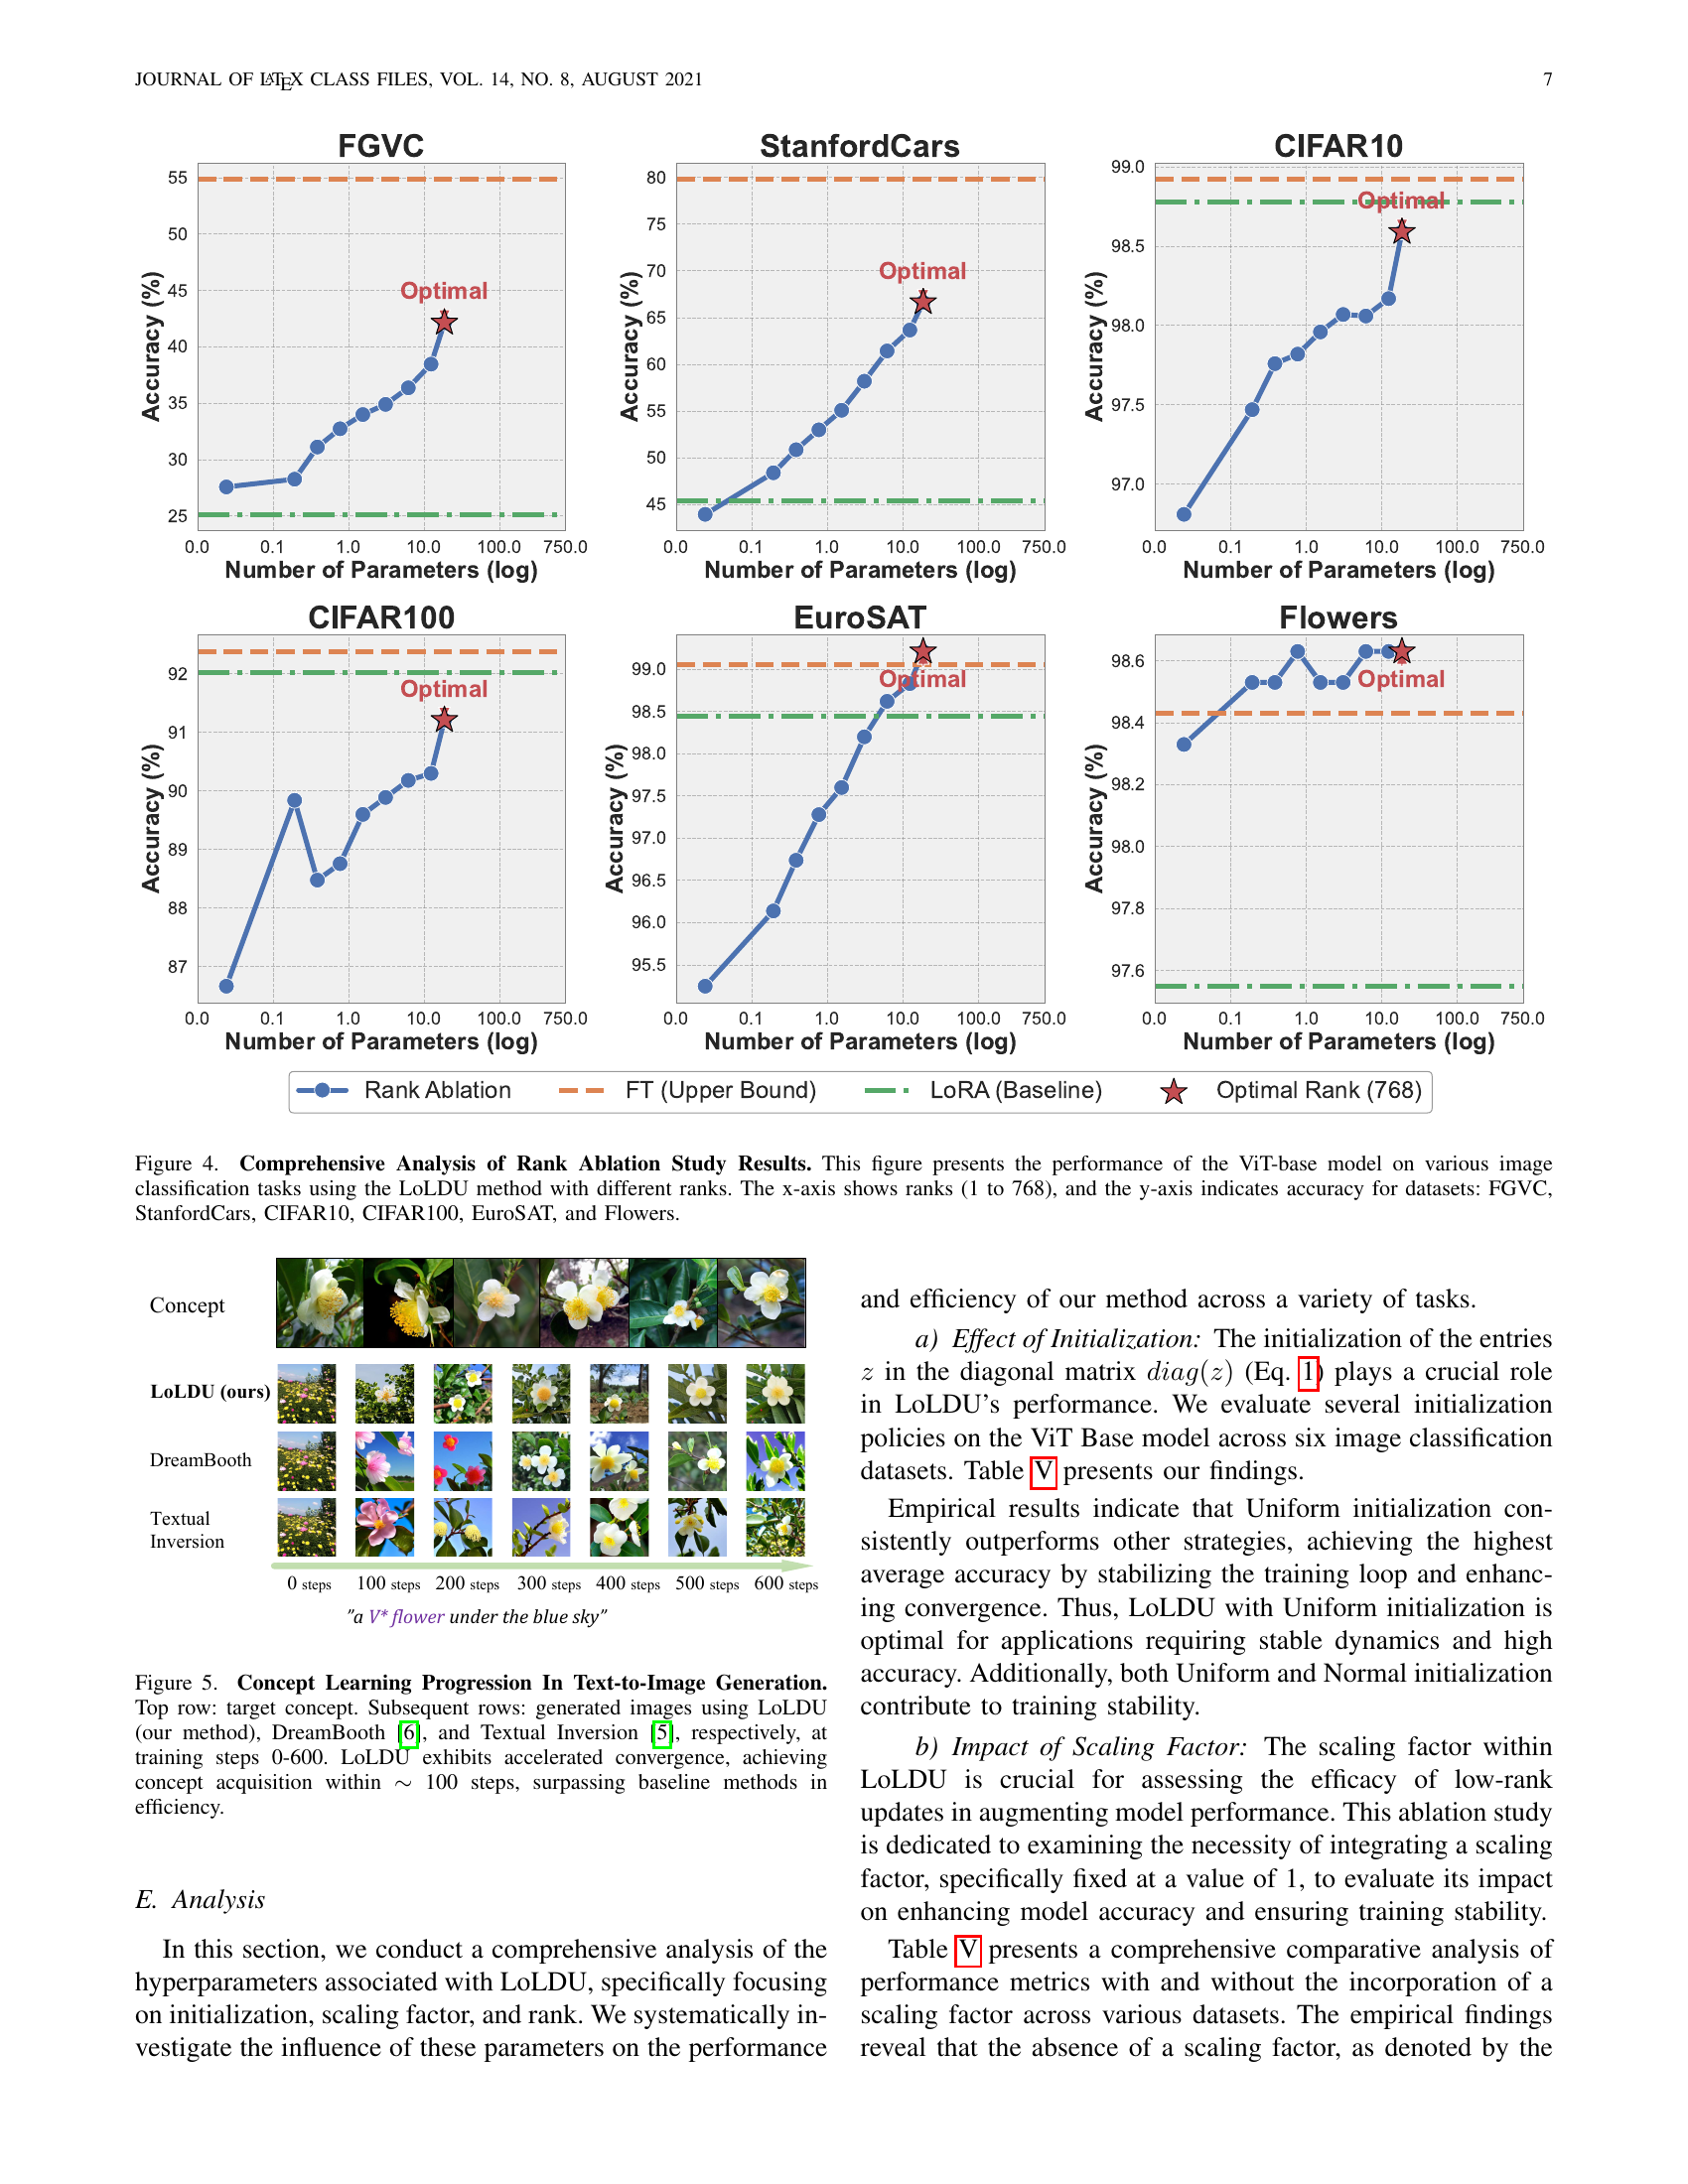 JOURNAL OF LATEX CLASS FILES, VOL. 14, NO. 8, AUGUST 2021
7
FGVC
55
50
45
40
35
30
25
Accuracy (%)
Optimal
0.0 0.1 1.0 10.0 100.0 750.0
Number of Parameters (log)
StanfordCars
80
75
70
65
60
55
50
45
Accuracy (%)
Optimal
0.0 0.1 1.0 10.0 100.0 750.0
Number of Parameters (log)
CIFAR10
99.0
98.5
98.0
97.5
97.0
Accuracy (%)
Optimal
0.0 0.1 1.0 10.0 100.0 750.0
Number of Parameters (log)
CIFAR100
92
91
90
89
88
87
Accuracy (%)
Optimal
0.0 0.1 1.0 10.0 100.0 750.0
Number of Parameters (log)
EuroSAT
99.0
98.5
98.0
97.5
97.0
96.5
96.0
95.5
Accuracy (%)
Optimal
0.0 0.1 1.0 10.0 100.0 750.0
Number of Parameters (log)
Flowers
98.6
98.4
98.2
98.0
97.8
97.6
Accuracy (%)
Optimal
0.0 0.1 1.0 10.0 100.0 750.0
Number of Parameters (log)
Rank Ablation FT (Upper Bound) LoRA (Baseline) Optimal Rank (768)
Figure 4. Comprehensive Analysis of Rank Ablation Study Results. This figure presents the performance of the ViT-base model on various image
classification tasks using the LoLDU method with different ranks. The x-axis shows ranks (1 to 768), and the y-axis indicates accuracy for datasets: FGVC,
StanfordCars, CIFAR10, CIFAR100, EuroSAT, and Flowers.
Concept
LoLDU (ours)
DreamBooth
Textual
Inversion
0 steps 100 steps 200 steps 300 steps 400 steps 500 steps 600 steps
"a V* flower under the blue sky"
Figure 5. Concept Learning Progression In Text-to-Image Generation.
Top row: target concept. Subsequent rows: generated images using LoLDU
(our method), DreamBooth [6], and Textual Inversion [5], respectively, at
training steps 0-600. LoLDU exhibits accelerated convergence, achieving
concept acquisition within ∼ 100 steps, surpassing baseline methods in
efficiency.
E. Analysis
In this section, we conduct a comprehensive analysis of the
hyperparameters associated with LoLDU, specifically focusing
on initialization, scaling factor, and rank. We systematically in-
vestigate the influence of these parameters on the performance
and efficiency of our method across a variety of tasks.
a) Effect of Initialization: The initialization of the entries
z in the diagonal matrix diag(z) (Eq. 1) plays a crucial role
in LoLDU's performance. We evaluate several initialization
policies on the ViT Base model across six image classification
datasets. Table V presents our findings.
Empirical results indicate that Uniform initialization con-
sistently outperforms other strategies, achieving the highest
average accuracy by stabilizing the training loop and enhanc-
ing convergence. Thus, LoLDU with Uniform initialization is
optimal for applications requiring stable dynamics and high
accuracy. Additionally, both Uniform and Normal initialization
contribute to training stability.
b) Impact of Scaling Factor: The scaling factor within
LoLDU is crucial for assessing the efficacy of low-rank
updates in augmenting model performance. This ablation study
is dedicated to examining the necessity of integrating a scaling
factor, specifically fixed at a value of 1, to evaluate its impact
on enhancing model accuracy and ensuring training stability.
Table V presents a comprehensive comparative analysis of
performance metrics with and without the incorporation of a
scaling factor across various datasets. The empirical findings
reveal that the absence of a scaling factor, as denoted by the